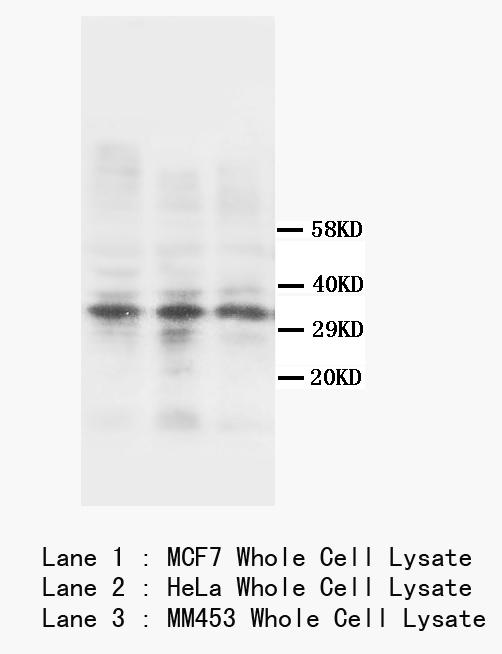 58KD
40KD
29KD
20KD
Lane 1 : MCF7 Whole Cell Lysate
Lane 2 : HeLa Whole Cell Lysate
Lane 3 : MM453 Whole Cell Lysate